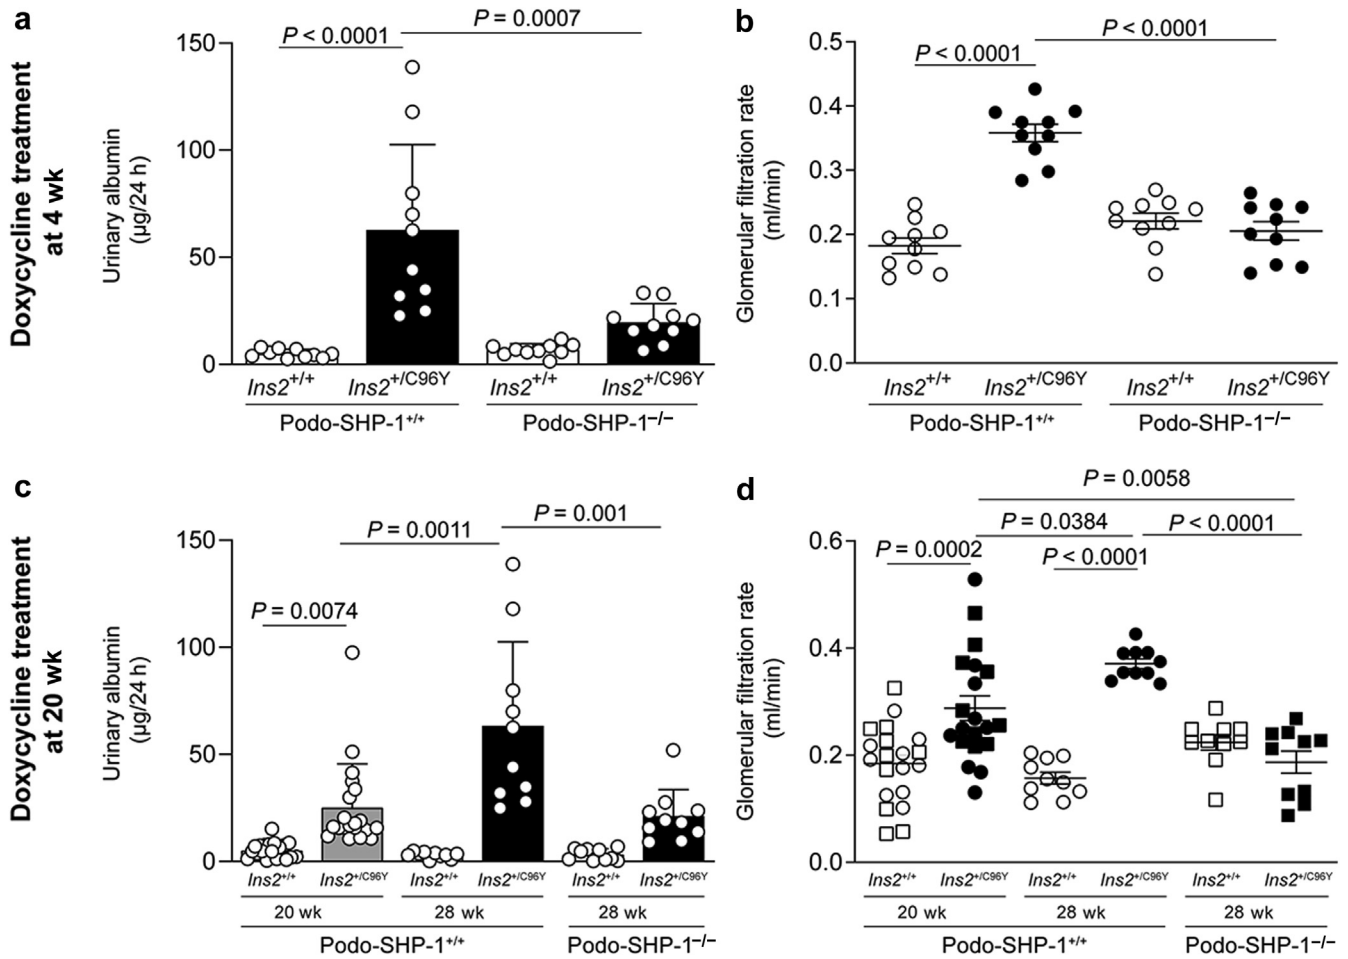 a
Doxycycline treatment
at 4 wk
Urinary albumin
(µg/24 h)
P < 0.0001
P = 0.0007
150
100
50
0
Ins2+/+
Ins2+/C96Y
Ins2+/+
Ins2+/C96Y
Podo-SHP-1+/+
Podo-SHP-1−/−
b
Glomerular filtration rate
(ml/min)
P < 0.0001
P < 0.0001
0.5
0.4
0.3
0.2
0.1
0.0
Ins2+/+
Ins2+/C96Y
Ins2+/+
Ins2+/C96Y
Podo-SHP-1+/+
Podo-SHP-1−/−
c
Doxycycline treatment
at 20 wk
Urinary albumin
(µg/24 h)
P = 0.0074
P = 0.0011
P = 0.001
150
100
50
0
Ins2+/+
Ins2+/C96Y
Ins2+/+
Ins2+/C96Y
Ins2+/+
Ins2+/C96Y
20 wk
28 wk
28 wk
Podo-SHP-1+/+
Podo-SHP-1−/−
d
Glomerular filtration rate
(ml/min)
P = 0.0058
P = 0.0384
P < 0.0001
P = 0.0002
P < 0.0001
0.6
0.4
0.2
0.0
Ins2+/+
Ins2+/C96Y
Ins2+/+
Ins2+/C96Y
Ins2+/+
Ins2+/C96Y
20 wk
28 wk
28 wk
Podo-SHP-1+/+
Podo-SHP-1−/−